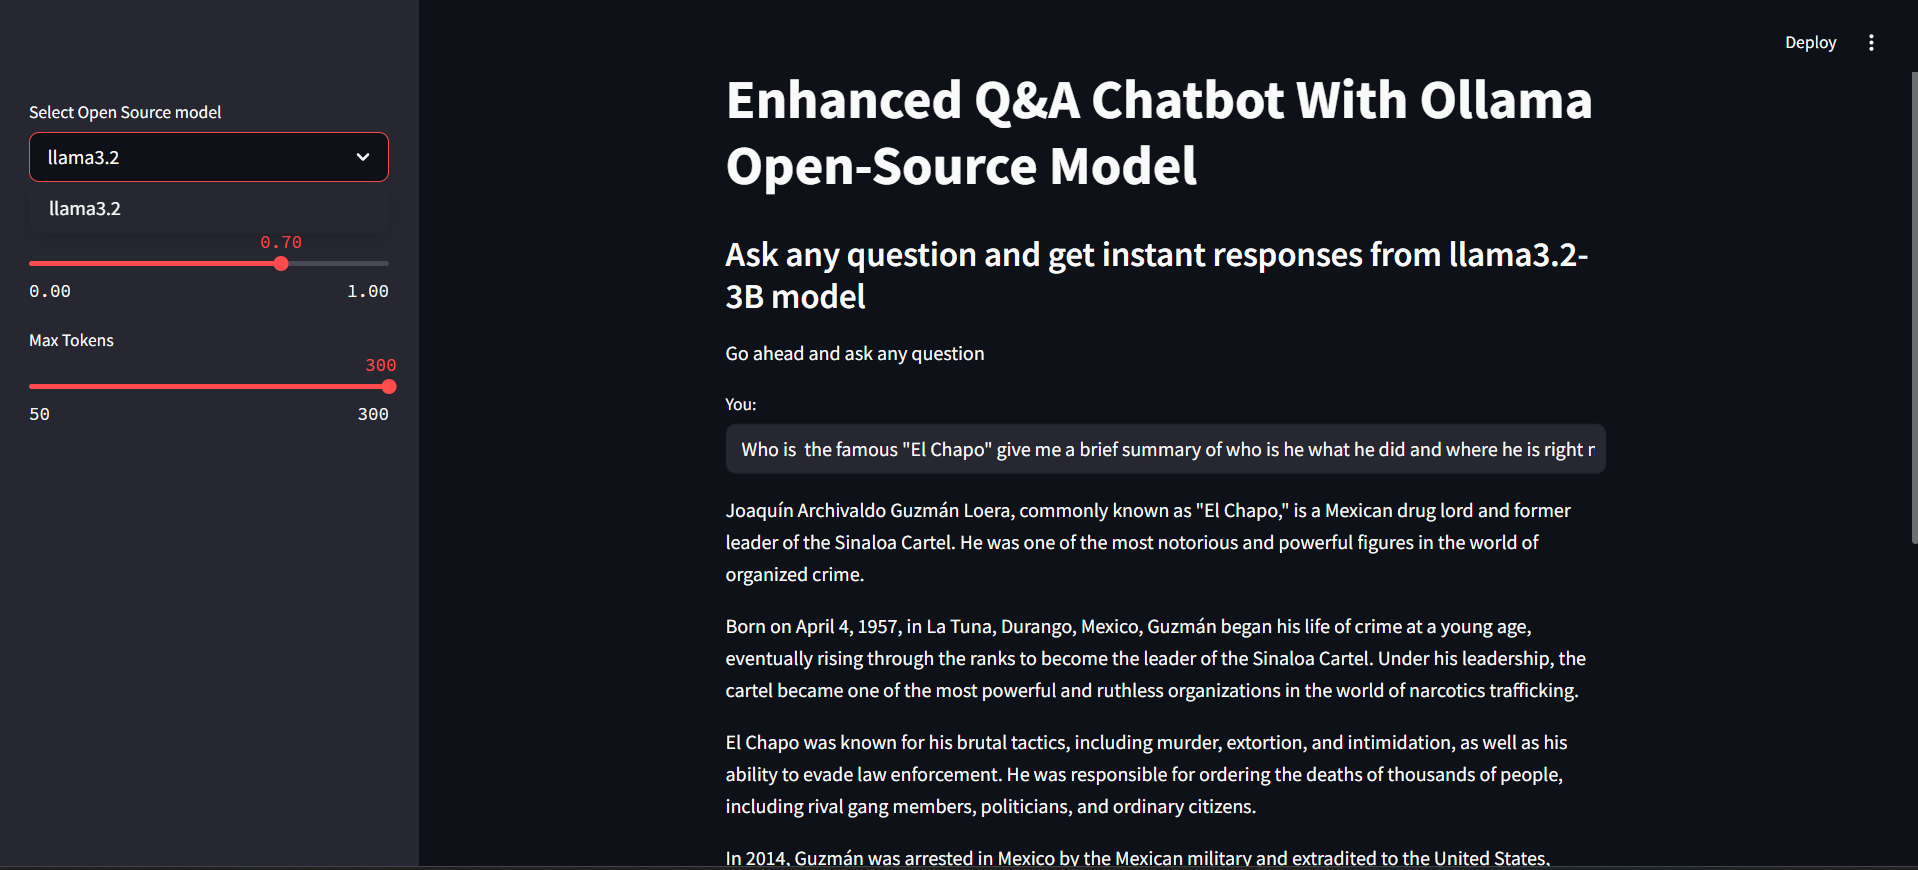 Deploy
Select Open Source model
llama3.2
llama3.2
0.70
0.00 1.00
Max Tokens
300
50 300
Enhanced Q&A Chatbot With Ollama
Open-Source Model
Ask any question and get instant responses from llama3.2-
3B model
Go ahead and ask any question
You:
Who is  the famous "El Chapo" give me a brief summary of who is he what he did and where he is right
Joaquín Archivaldo Guzmán Loera, commonly known as "El Chapo," is a Mexican drug lord and former
leader of the Sinaloa Cartel. He was one of the most notorious and powerful figures in the world of
organized crime.
Born on April 4, 1957, in La Tuna, Durango, Mexico, Guzmán began his life of crime at a young age,
eventually rising through the ranks to become the leader of the Sinaloa Cartel. Under his leadership, the
cartel became one of the most powerful and ruthless organizations in the world of narcotics trafficking.
El Chapo was known for his brutal tactics, including murder, extortion, and intimidation, as well as his
ability to evade law enforcement. He was responsible for ordering the deaths of thousands of people,
including rival gang members, politicians, and ordinary citizens.
In 2014, Guzmán was arrested in Mexico by the Mexican military and extradited to the United States,